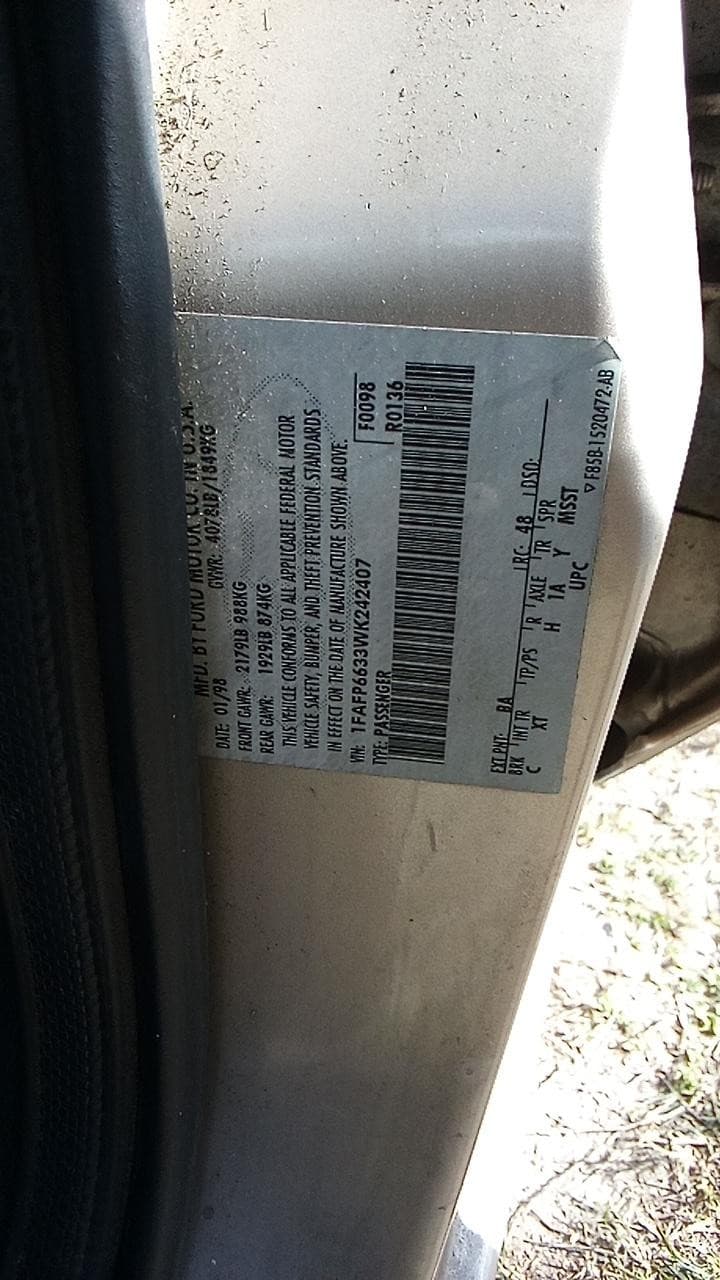 MFD. BY FORD MOTOR CO. IN U.S.A.
DATE: 01/98 GVWR: 4078LB/1849KG
FRONT GAWR: 2179LB 988KG
REAR GAWR: 1929LB 874KG
THIS VEHICLE CONFORMS TO ALL APPLICABLE FEDERAL MOTOR
VEHICLE SAFETY, BUMPER, AND THEFT PREVENTION STANDARDS
IN EFFECT ON THE DATE OF MANUFACTURE SHOWN ABOVE.
VIN: 1FAFP6633WK242407 F0098
TYPE: PASSENGER R0136
EXT PNT: BA RC: 48 DSO:
BRK INT TR TP/PS R AXLE TR SPR
C XT H 1A Y MSST
UPC
▽ F85B-1520472-AB